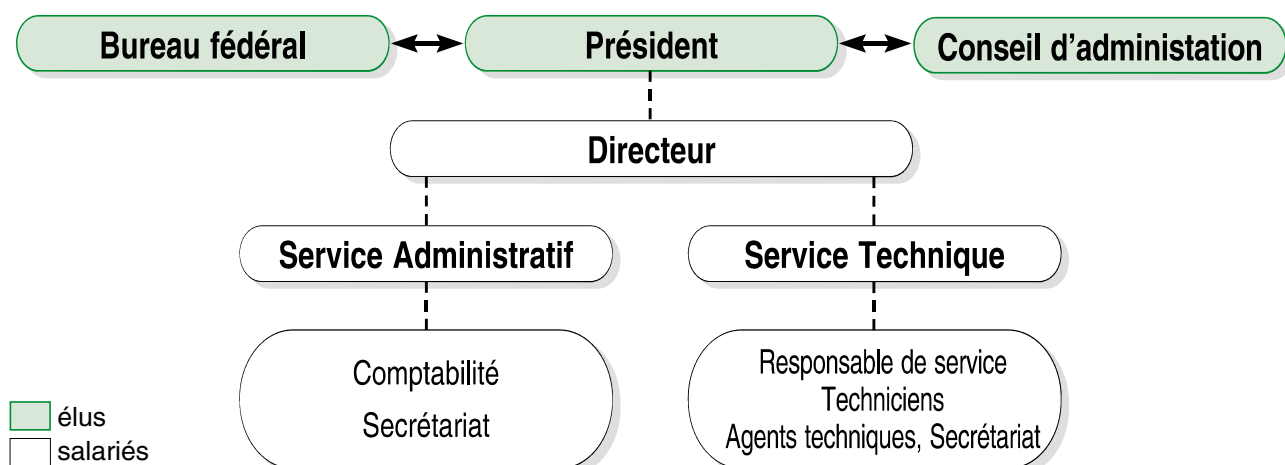 Bureau fédéral
Président
Conseil d'administation
Directeur
Service Administratif
Service Technique
Comptabilité
Secrétariat
Responsable de service
Techniciens
Agents techniques, Secrétariat
élus
salariés